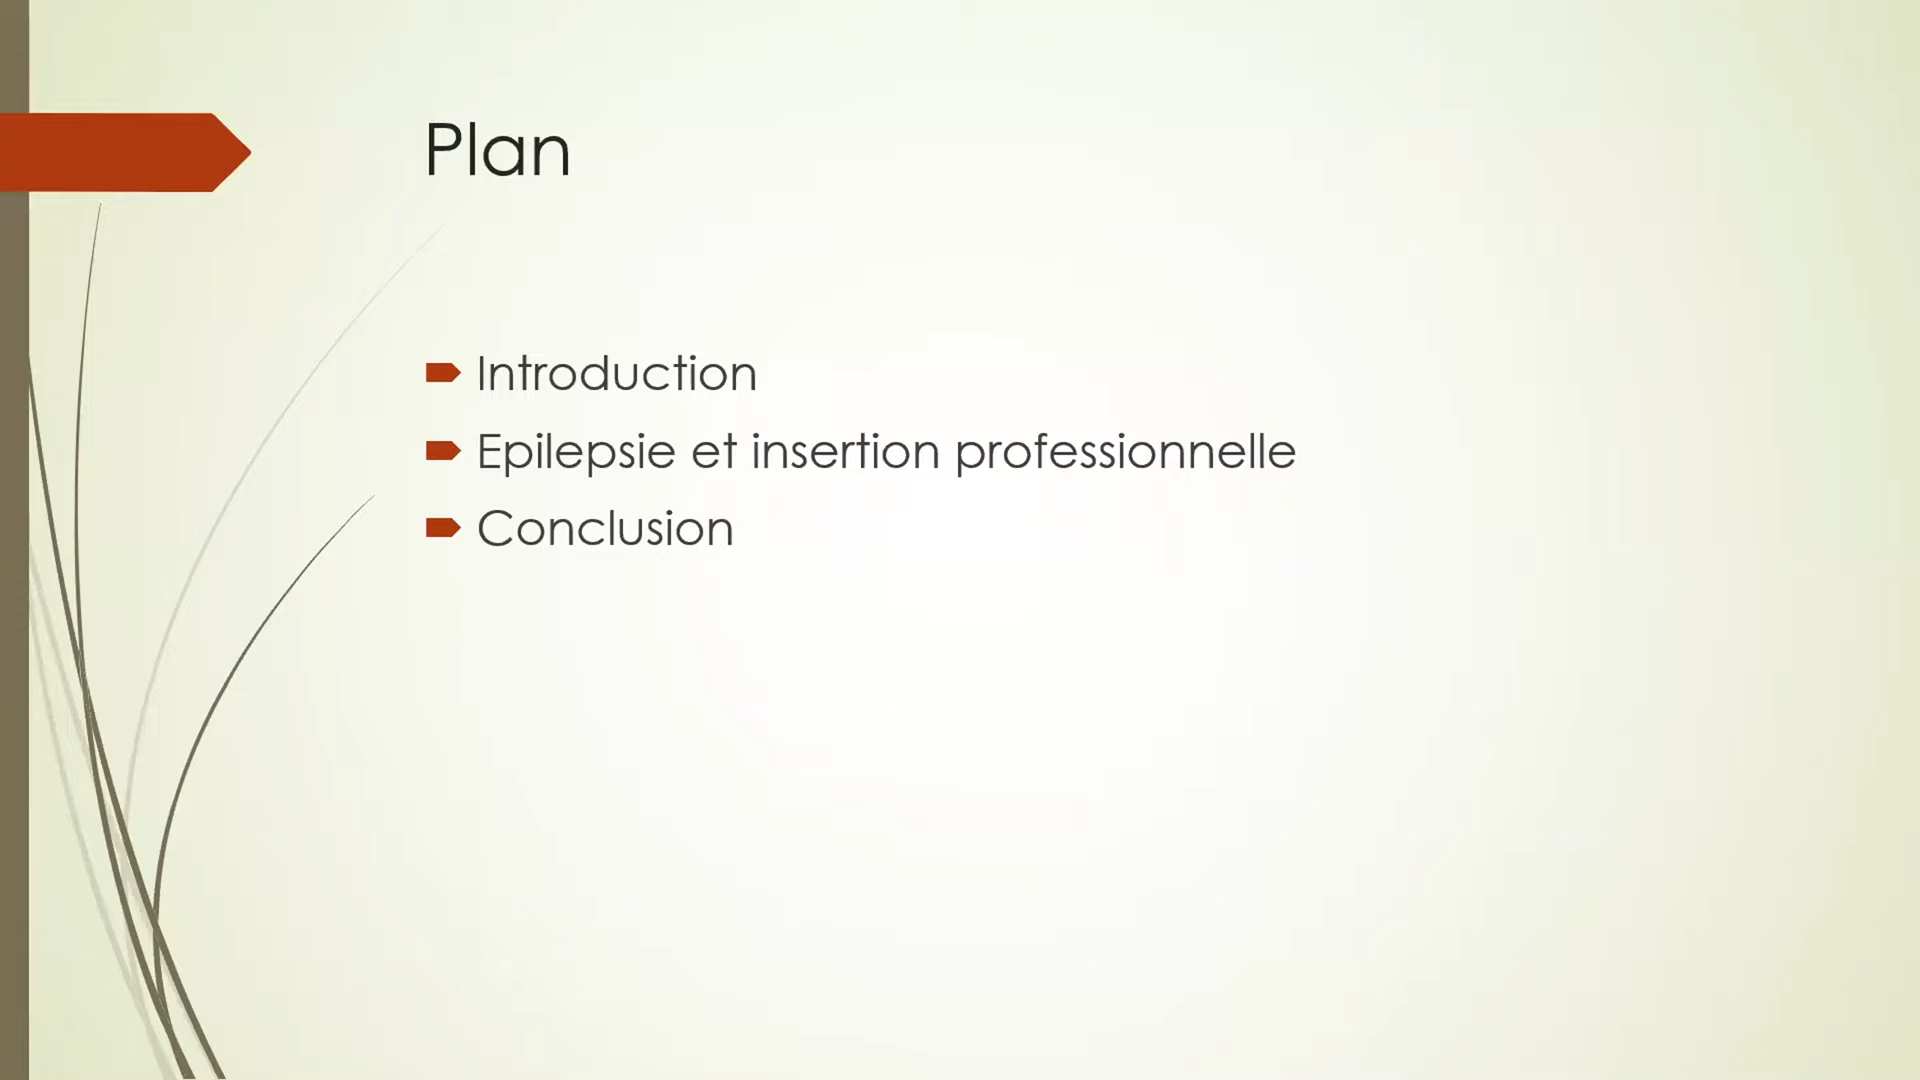 Plan
Introduction
Epilepsie et insertion professionnelle
Conclusion